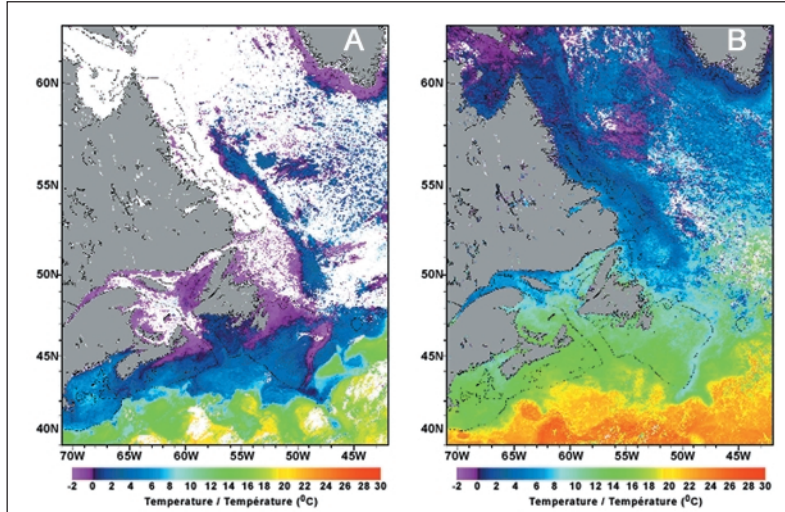 A
B
60N
55N
50N
45N
40N
70W 65W 60W 55W 50W 45W
-2 0 2 4 6 8 10 12 14 16 18 20 22 24 26 28 30
Temperature / Température (⁰C)
60N
55N
50N
45N
40N
70W 65W 60W 55W 50W 45W
-2 0 2 4 6 8 10 12 14 16 18 20 22 24 26 28 30
Temperature / Température (⁰C)